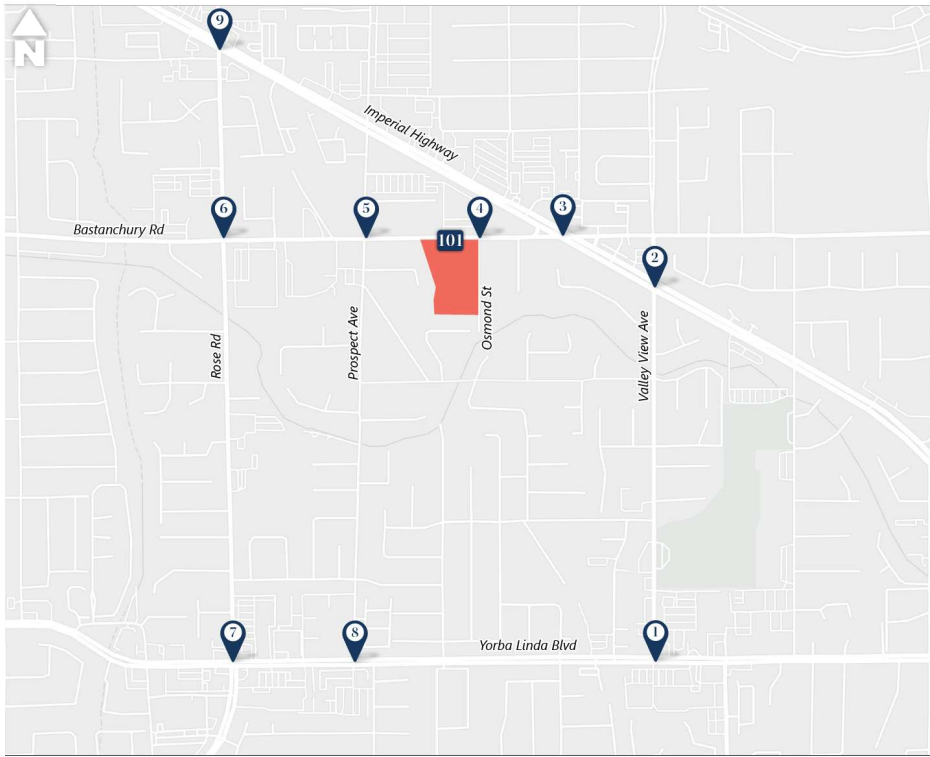 9
N
Imperial Highway
6
5
4
3
Bastanchury Rd
101
2
Rose Rd
Prospect Ave
Osmond St
Valley View Ave
7
8
Yorba Linda Blvd
1